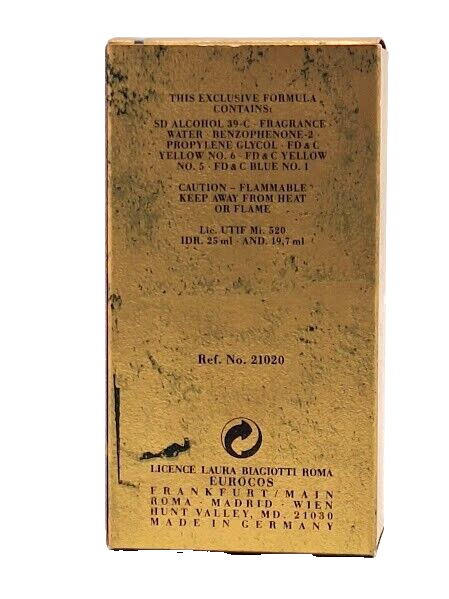 THIS EXCLUSIVE FORMULA
CONTAINS:
SD ALCOHOL 39-C · FRAGRANCE
WATER · BENZOPHENONE-2 ·
PROPYLENE GLYCOL · FD & C
YELLOW NO. 6 · FD & C YELLOW
NO. 5 · FD & C BLUE NO. 1
CAUTION – FLAMMABLE
KEEP AWAY FROM HEAT
OR FLAME
Lic. UTIF Mi. 520
IDR. 25 ml · AND. 19,7 ml
Ref. No. 21020
LICENCE LAURA BIAGIOTTI ROMA
EUROCOS
FRANKFURT/MAIN
ROMA · MADRID · WIEN
HUNT VALLEY, MD. 21030
MADE IN GERMANY